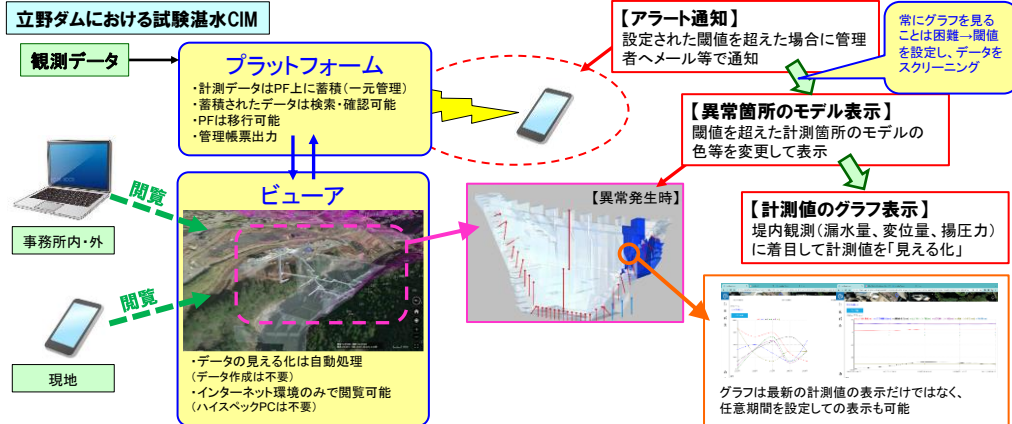 立野ダムにおける試験湛水CIM
観測データ
プラットフォーム
・計測データはPF上に蓄積(一元管理)
・蓄積されたデータは検索・確認可能
・PFは移行可能
・管理帳票出力
【アラート通知】
設定された閾値を超えた場合に管理
者へメール等で通知
常にグラフを見る
ことは困難→閾値
を設定し、データを
スクリーニング
【異常箇所のモデル表示】
閾値を超えた計測箇所のモデルの
色等を変更して表示
【計測値のグラフ表示】
堤内観測(漏水量、変位量、揚圧力)
に着目して計測値を「見える化」
閲覧
事務所内・外
閲覧
現地
ビューア
・データの見える化は自動処理
(データ作成は不要)
・インターネット環境のみで閲覧可能
(ハイスペックPCは不要)
【異常発生時】
グラフは最新の計測値の表示だけではなく、
任意期間を設定しての表示も可能